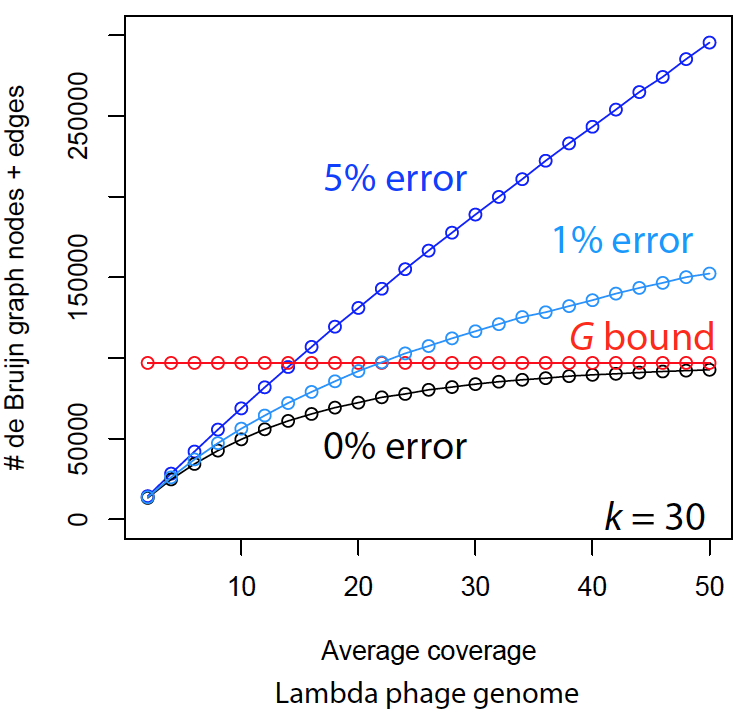 # de Bruijn graph nodes + edges
250000
150000
50000
0
5% error
1% error
G bound
0% error
k = 30
10
20
30
40
50
Average coverage
Lambda phage genome